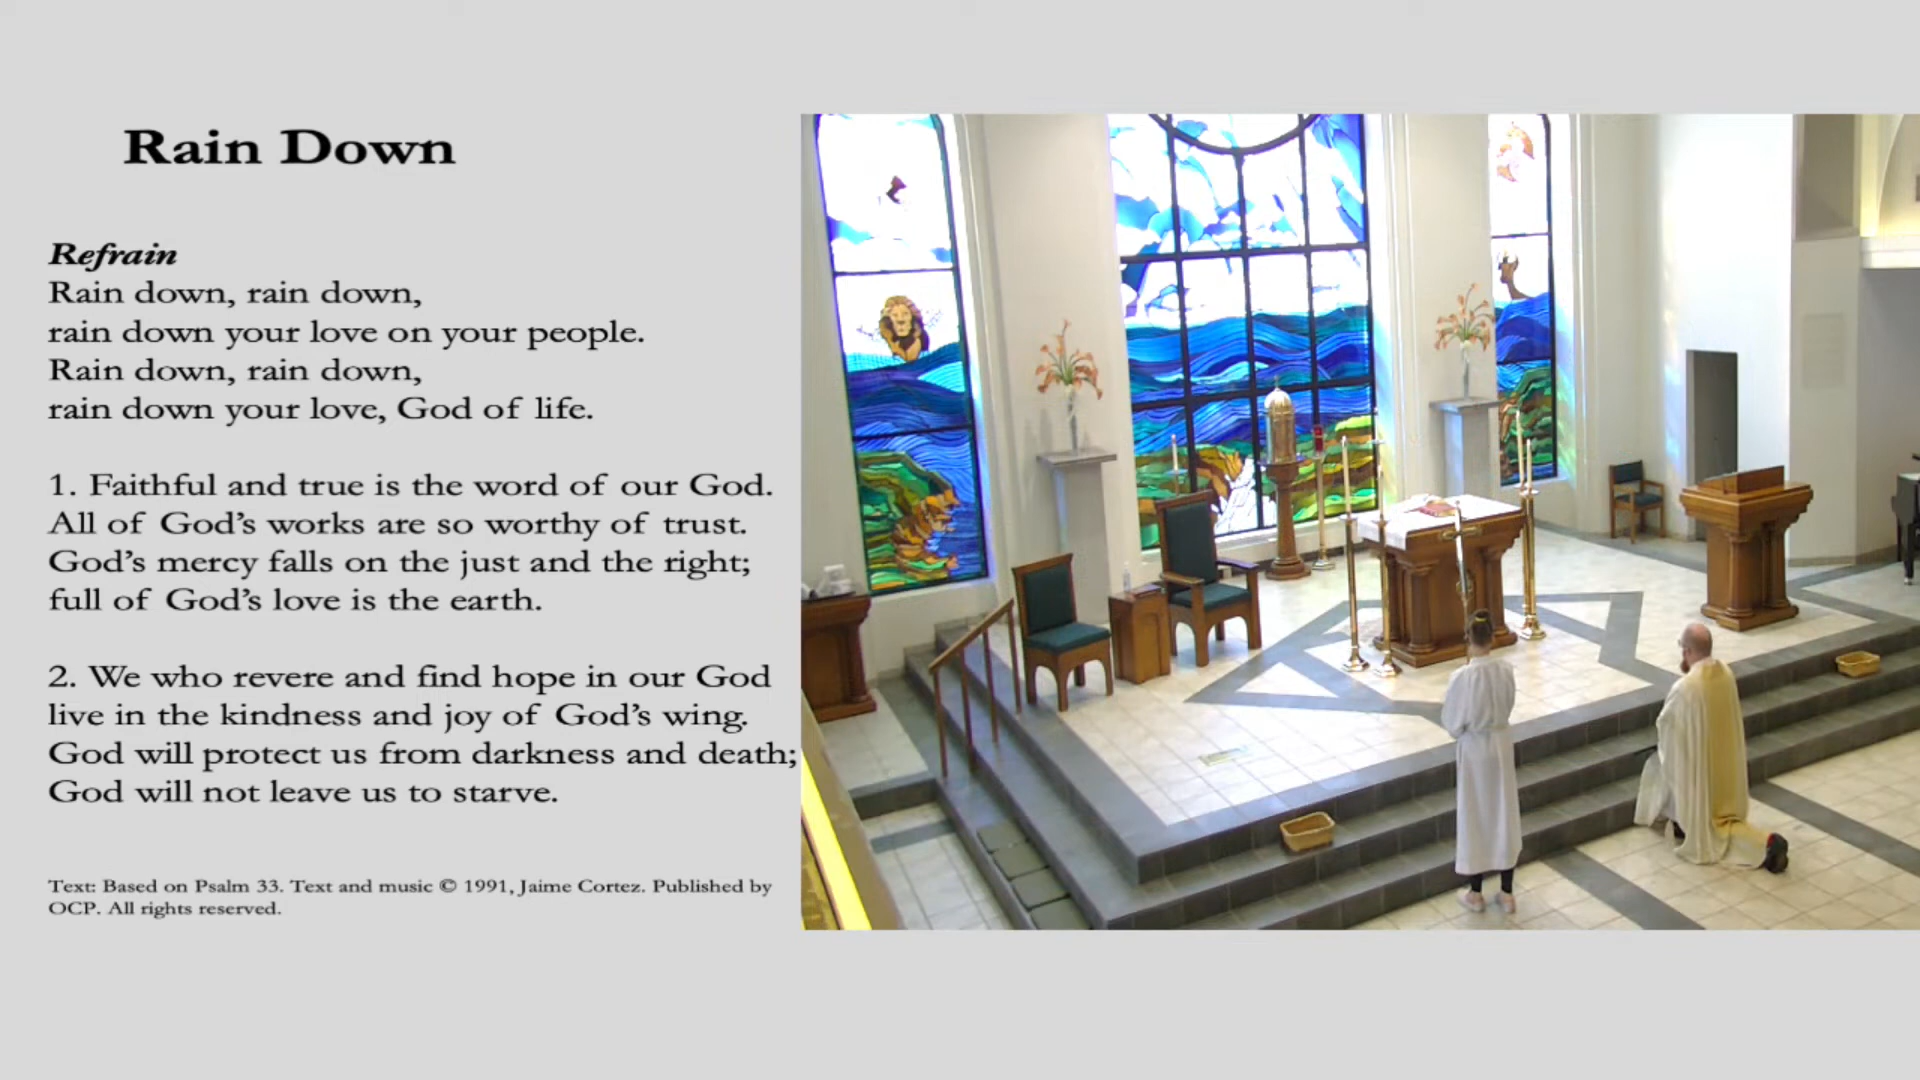 Rain Down
Refrain
Rain down, rain down,
rain down your love on your people.
Rain down, rain down,
rain down your love, God of life.
1. Faithful and true is the word of our God.
All of God's works are so worthy of trust.
God's mercy falls on the just and the right;
full of God's love is the earth.
2. We who revere and find hope in our God
live in the kindness and joy of God's wing.
God will protect us from darkness and death;
God will not leave us to starve.
Text: Based on Psalm 33. Text and music © 1991, Jaime Cortez. Published by
OCP. All rights reserved.